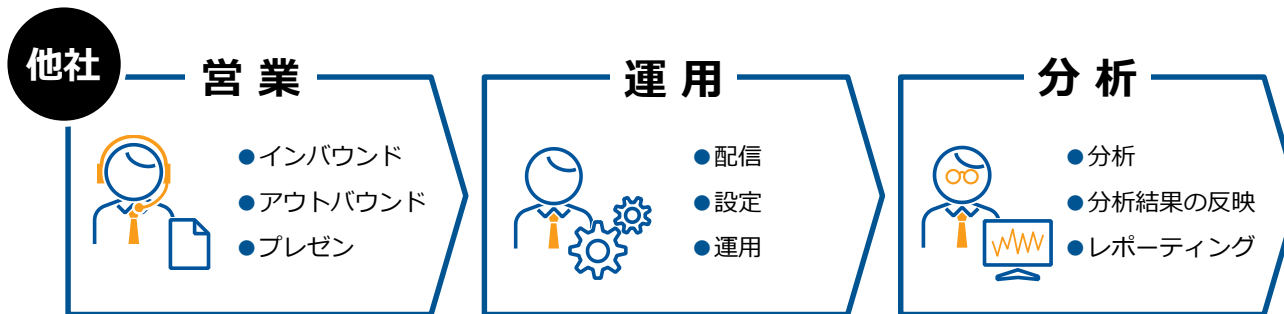 他社
営業
●インバウンド
●アウトバウンド
●プレゼン
運用
●配信
●設定
●運用
分析
●分析
●分析結果の反映
●レポーティング